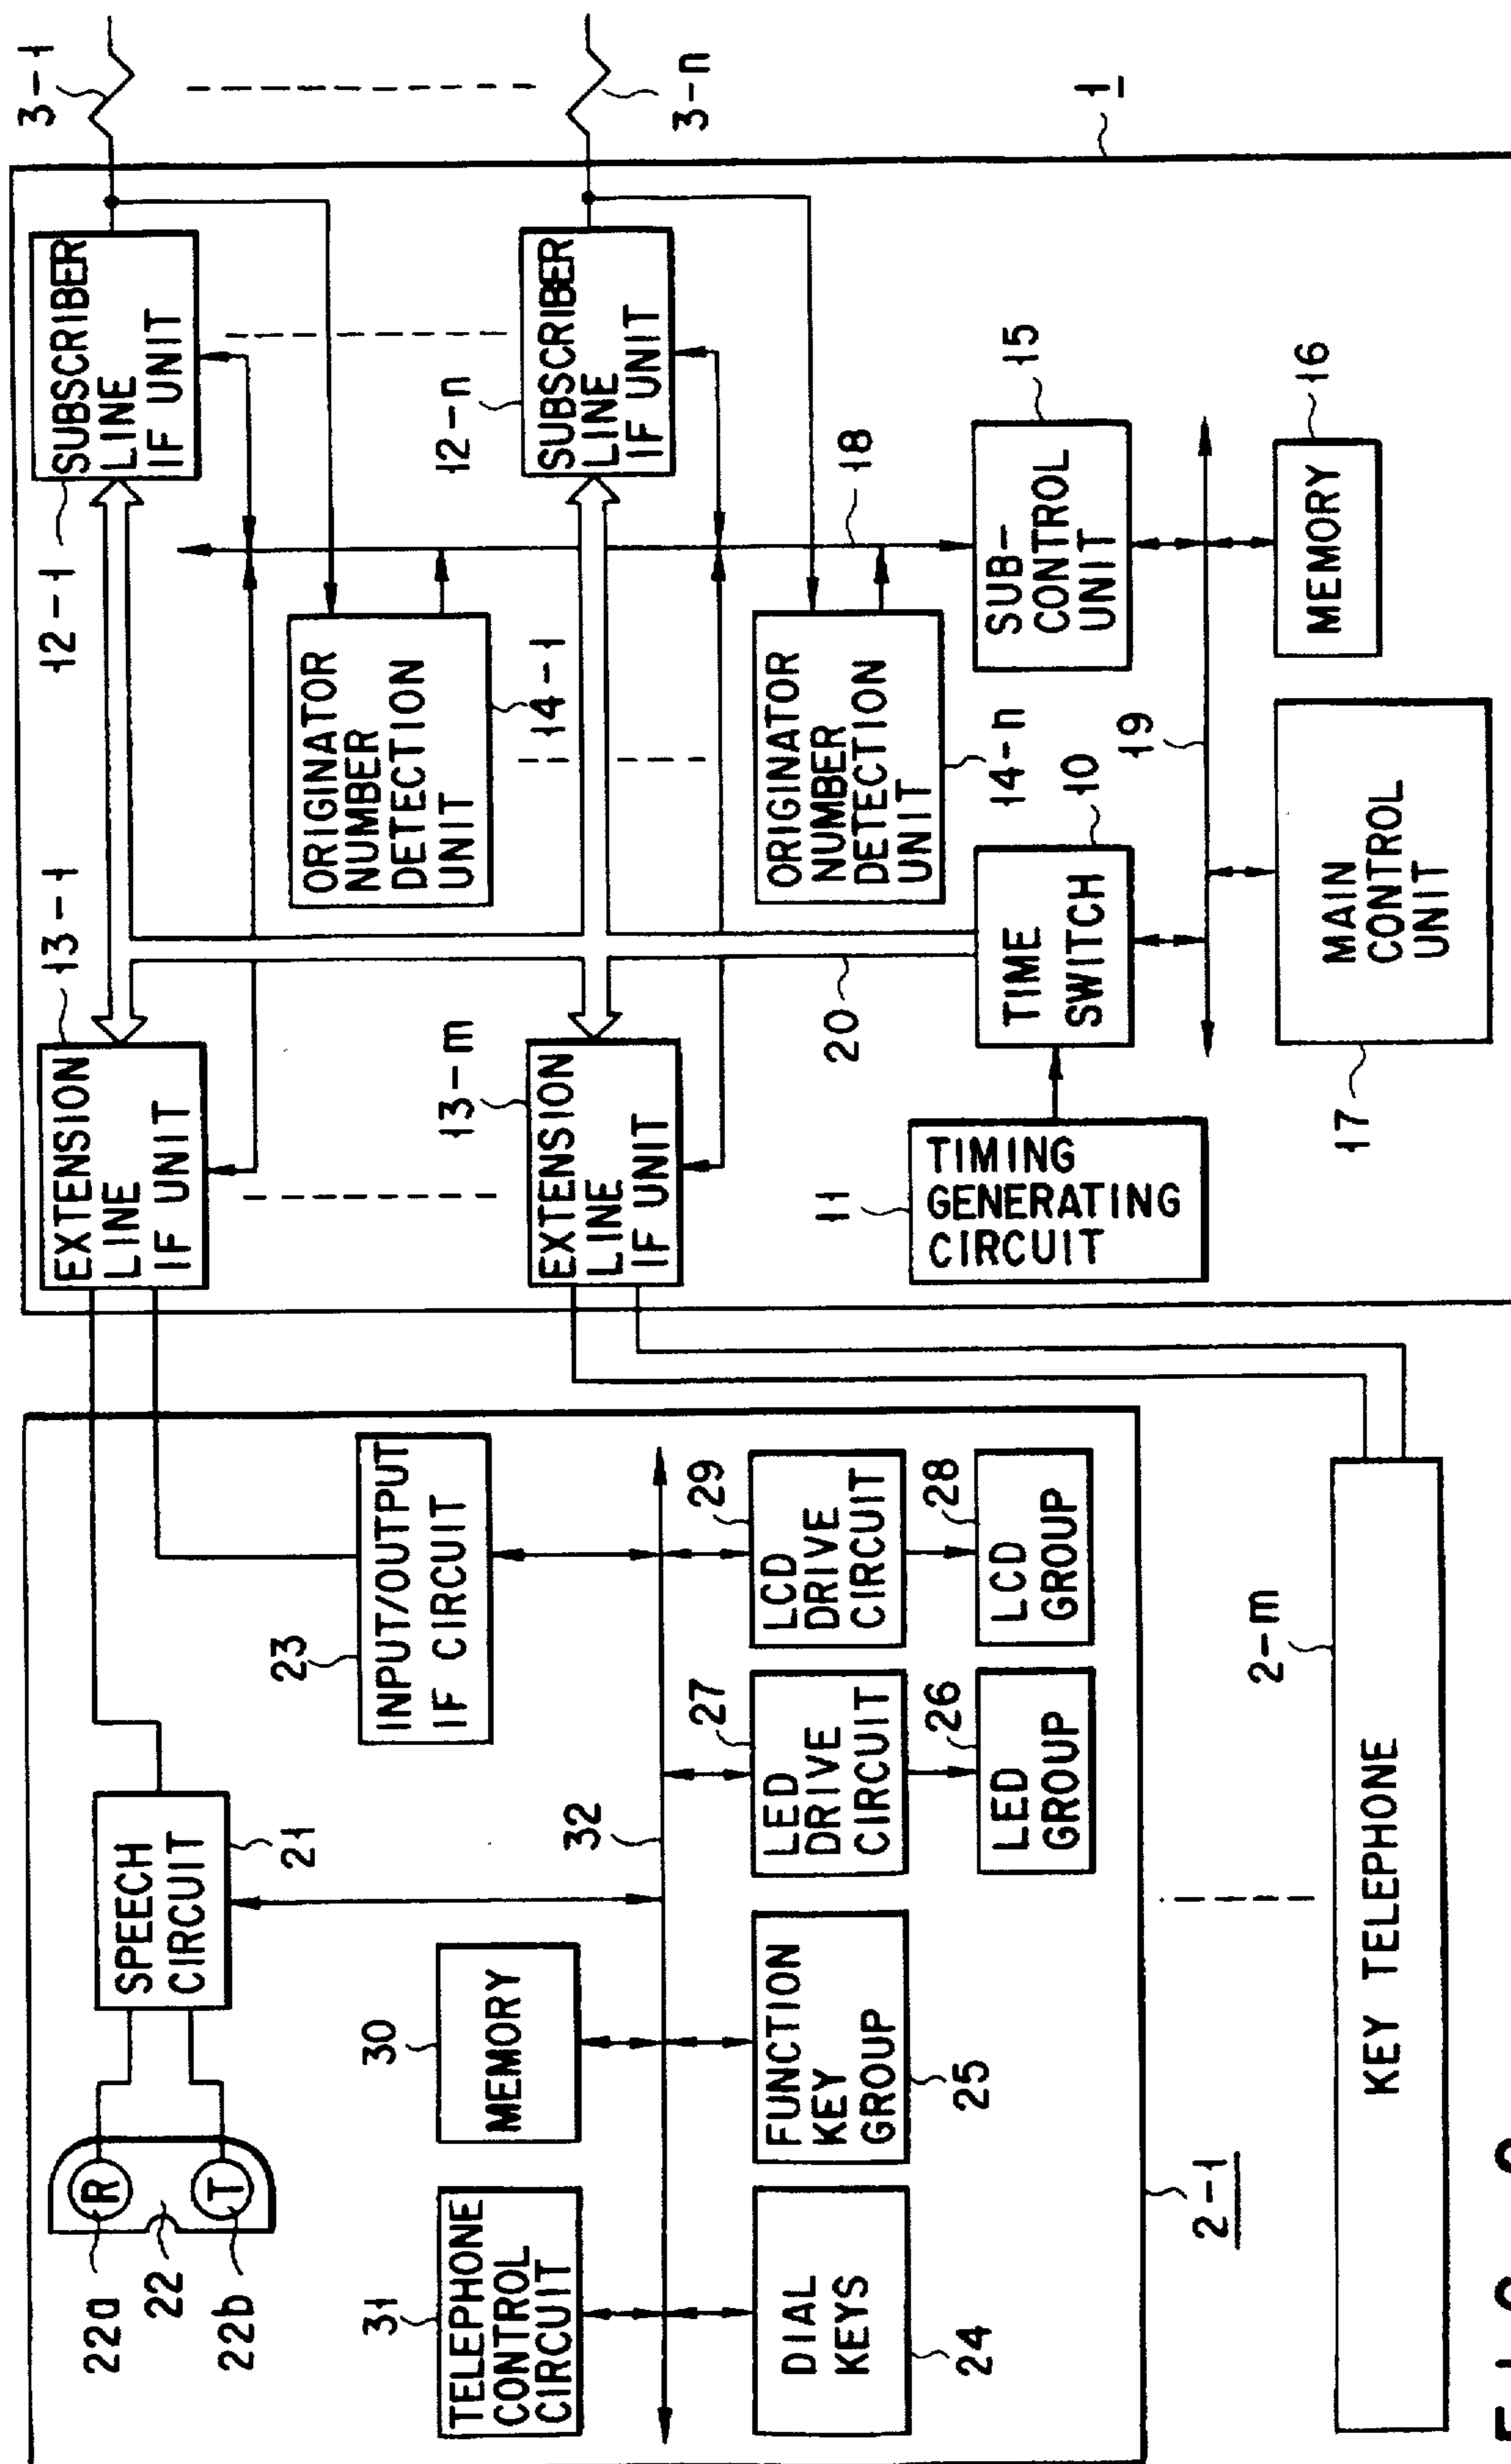 22a
22
22b
R
T
SPEECH
CIRCUIT
21
31
TELEPHONE
CONTROL
CIRCUIT
30
MEMORY
23
INPUT/OUTPUT
IF CIRCUIT
32
DIAL
KEYS
24
FUNCTION
KEY
GROUP
25
27
LED
DRIVE
CIRCUIT
26
LED
GROUP
29
LCD
DRIVE
CIRCUIT
28
LCD
GROUP
2-1
2-m
KEY TELEPHONE
13-1
EXTENSION
LINE
IF UNIT
13-m
EXTENSION
LINE
IF UNIT
12-1
SUBSCRIBER
LINE
IF UNIT
12-n
SUBSCRIBER
LINE
IF UNIT
3-1
3-n
ORIGINATOR
NUMBER
DETECTION
UNIT
14-1
ORIGINATOR
NUMBER
DETECTION
UNIT
14-n
18
20
11
TIMING
GENERATING
CIRCUIT
TIME
SWITCH
10
SUB-
CONTROL
UNIT
15
19
17
MAIN
CONTROL
UNIT
MEMORY
16
1